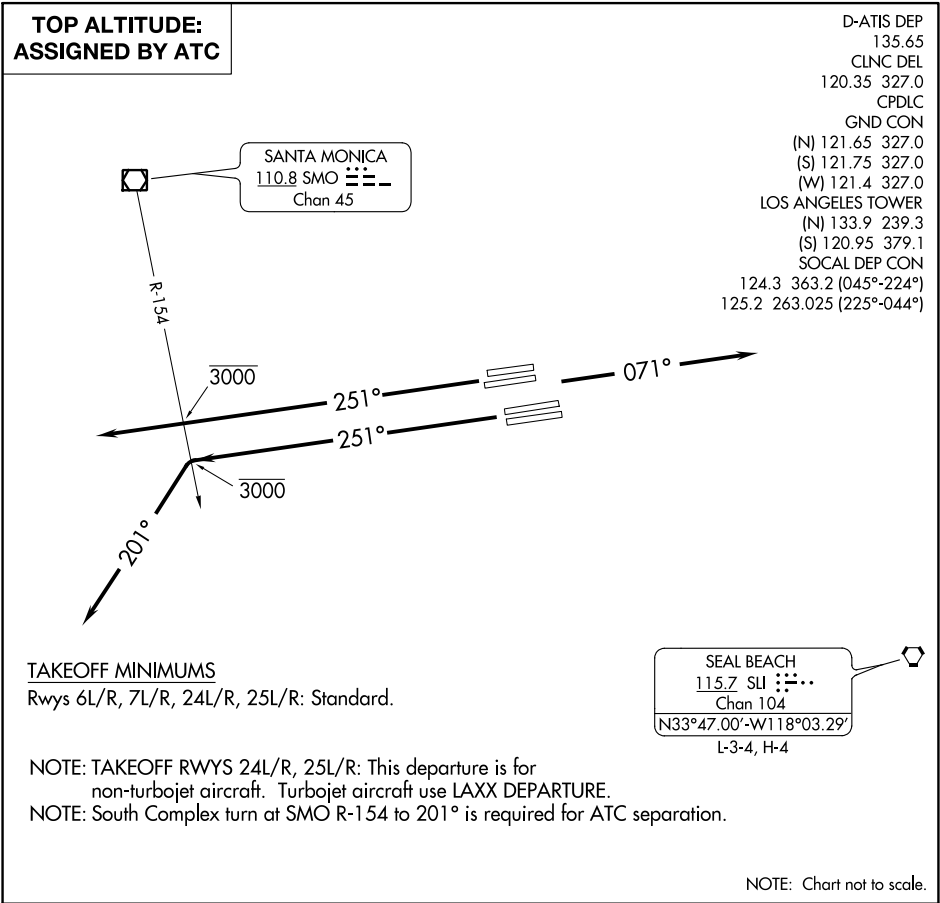 TOP ALTITUDE:
ASSIGNED BY ATC
D-ATIS DEP
135.65
CLNC DEL
120.35 327.0
CPDLC
GND CON
(N) 121.65 327.0
(S) 121.75 327.0
(W) 121.4 327.0
LOS ANGELES TOWER
(N) 133.9 239.3
(S) 120.95 379.1
SOCAL DEP CON
124.3 363.2 (045°-224°)
125.2 263.025 (225°-044°)
SANTA MONICA
110.8 SMO
Chan 45
R-154
3000
251°
071°
251°
3000
201°
TAKEOFF MINIMUMS
Rwys 6L/R, 7L/R, 24L/R, 25L/R: Standard.
SEAL BEACH
115.7 SLI
Chan 104
N33°47.00'-W118°03.29'
L-3-4, H-4
NOTE: TAKEOFF RWYS 24L/R, 25L/R: This departure is for
non-turbojet aircraft. Turbojet aircraft use LAXX DEPARTURE.
NOTE: South Complex turn at SMO R-154 to 201° is required for ATC separation.
NOTE: Chart not to scale.